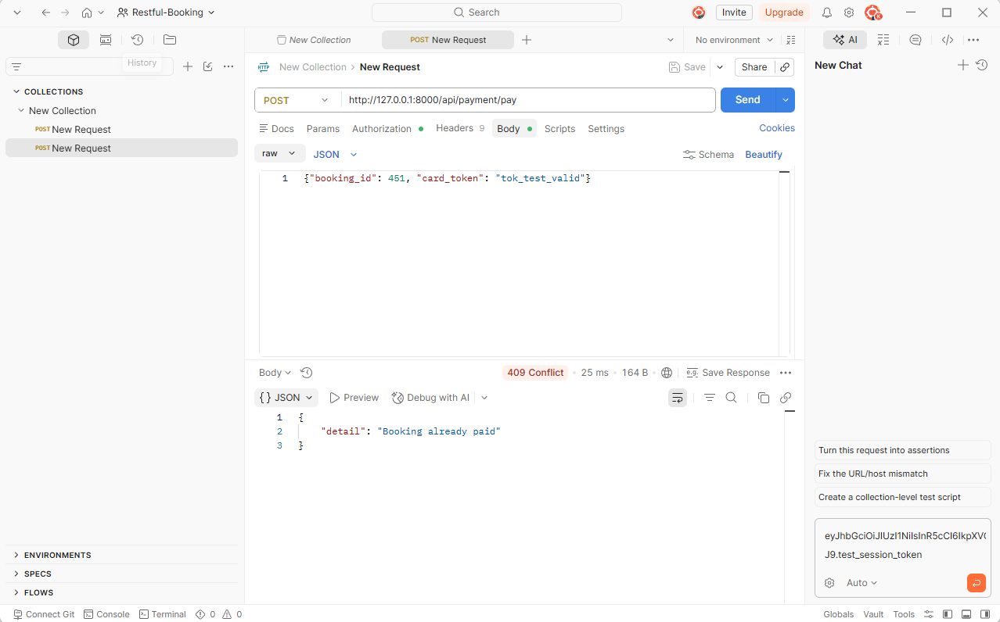 Restful-Booking
Search
Invite
Upgrade
New Collection
POST New Request
No environment
AI
History
New Collection › New Request
Save
Share
New Chat
COLLECTIONS
New Collection
POST New Request
POST New Request
POST
http://127.0.0.1:8000/api/payment/pay
Send
Docs
Params
Authorization
Headers 9
Body
Scripts
Settings
Cookies
raw
JSON
Schema
Beautify
1 {"booking_id": 451, "card_token": "tok_test_valid"}
Body
409 Conflict
25 ms
164 B
e.g. Save Response
{} JSON
Preview
Debug with AI
1 {
2 "detail": "Booking already paid"
3 }
Turn this request into assertions
Fix the URL/host mismatch
Create a collection-level test script
eyJhbGciOiJIUzI1NiIsInR5cCI6IkpXVC
J9.test_session_token
Auto
ENVIRONMENTS
SPECS
FLOWS
Connect Git
Console
Terminal
0
0
Globals
Vault
Tools